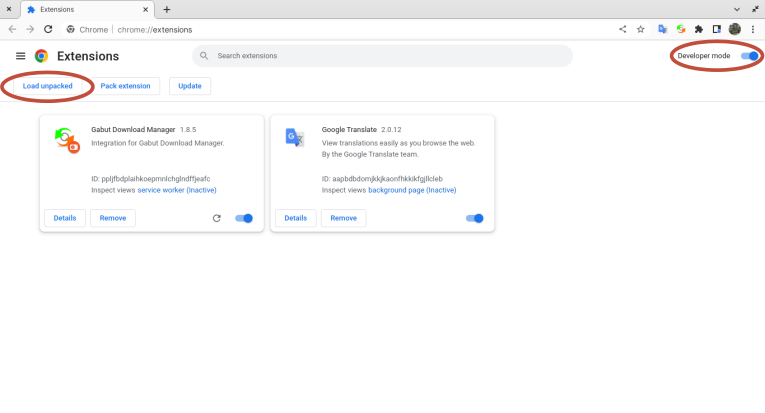 Extensions
Chrome | chrome://extensions
Extensions
Search extensions
Developer mode
Load unpacked
Pack extension
Update
Gabut Download Manager 1.8.5
Integration for Gabut Download Manager.
ID: ppljfbdplaihkoepmnlchglndffjeafc
Inspect views service worker (Inactive)
Details
Remove
Google Translate 2.0.12
View translations easily as you browse the web.
By the Google Translate team.
ID: aapbdbdomjkkjkaonfhkkikfgjllcleb
Inspect views background page (Inactive)
Details
Remove